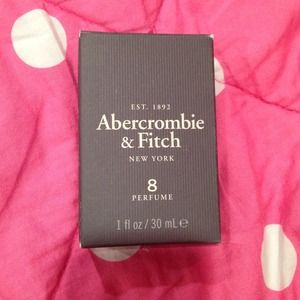 EST. 1892
Abercrombie
& Fitch
NEW YORK
8
PERFUME
1 fl oz / 30 mL ℮